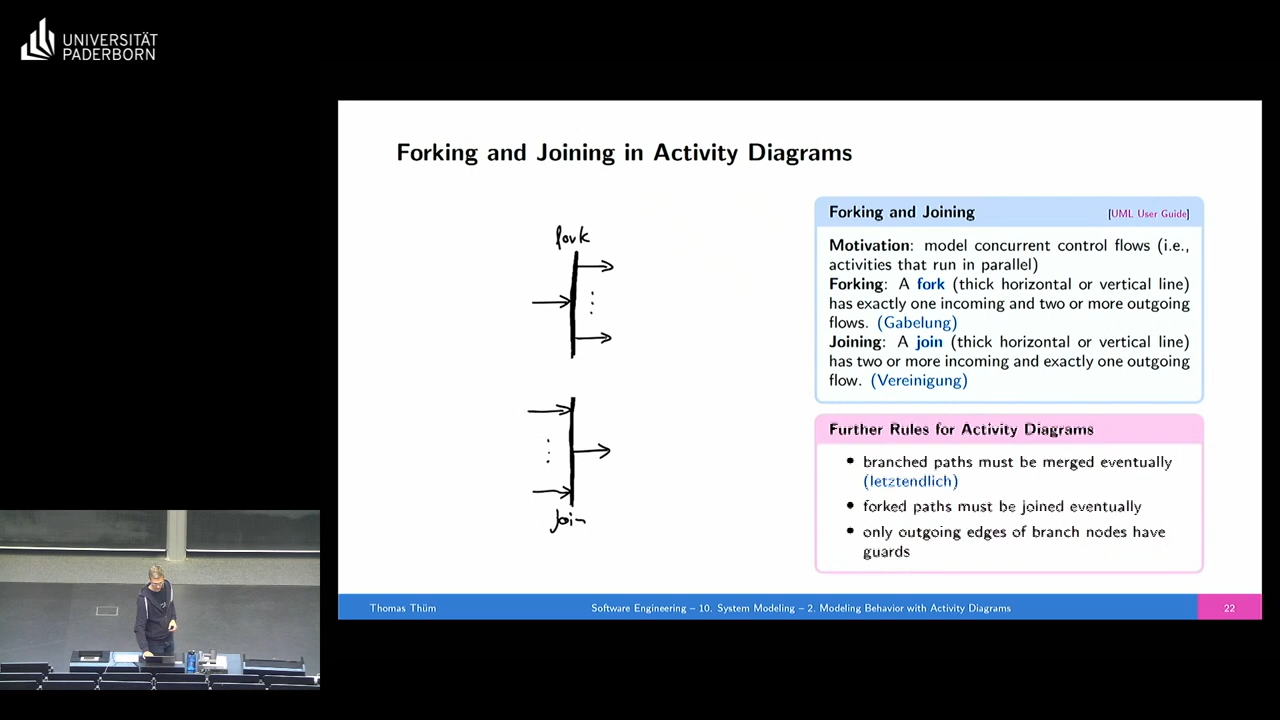 UNIVERSITÄT
PADERBORN
Forking and Joining in Activity Diagrams
fork
join
Forking and Joining [UML User Guide]
Motivation: model concurrent control flows (i.e.,
activities that run in parallel)
Forking: A fork (thick horizontal or vertical line)
has exactly one incoming and two or more outgoing
flows. (Gabelung)
Joining: A join (thick horizontal or vertical line)
has two or more incoming and exactly one outgoing
flow. (Vereinigung)
Further Rules for Activity Diagrams
• branched paths must be merged eventually
(letztendlich)
• forked paths must be joined eventually
• only outgoing edges of branch nodes have
guards
Thomas Thüm Software Engineering – 10. System Modeling – 2. Modeling Behavior with Activity Diagrams 22